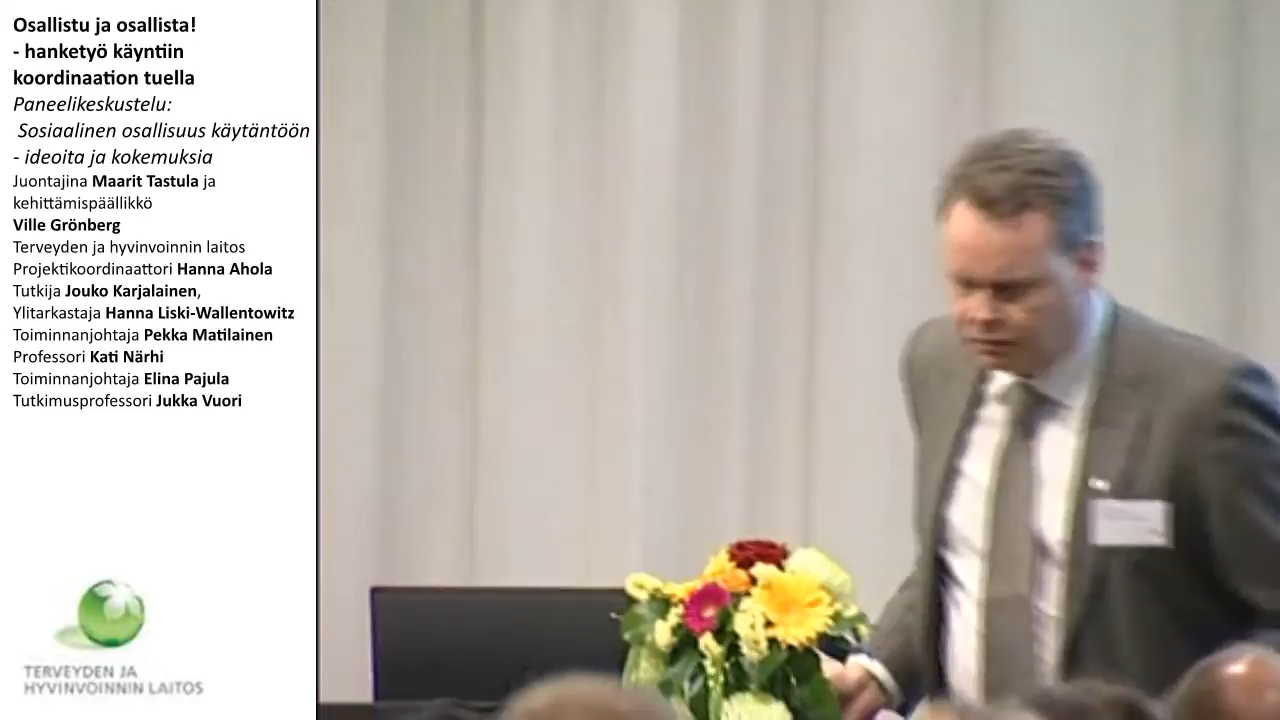 Osallistu ja osallista!
- hanketyö käyntiin
koordinaation tuella
Paneelikeskustelu:
Sosiaalinen osallisuus käytäntöön
- ideoita ja kokemuksia
Juontajina Maarit Tastula ja
kehittämispäällikkö
Ville Grönberg
Terveyden ja hyvinvoinnin laitos
Projektikoordinaattori Hanna Ahola
Tutkija Jouko Karjalainen,
Ylitarkastaja Hanna Liski-Wallentowitz
Toiminnanjohtaja Pekka Matilainen
Professori Kati Närhi
Toiminnanjohtaja Elina Pajula
Tutkimusprofessori Jukka Vuori
TERVEYDEN JA
HYVINVOINNIN LAITOS